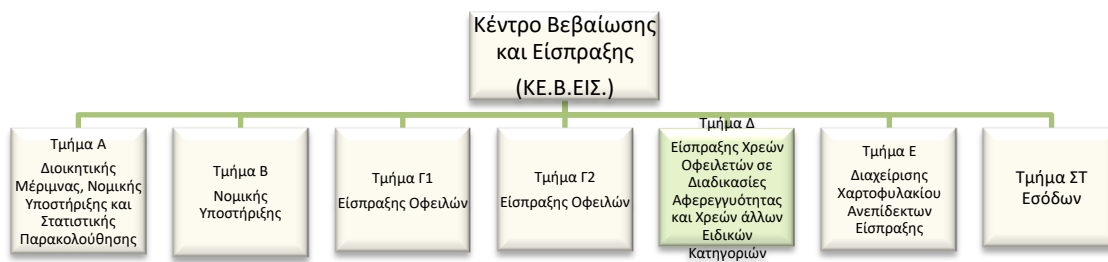 Κέντρο Βεβαίωσης
και Είσπραξης
(ΚΕ.Β.ΕΙΣ.)
Τμήμα Α
Διοικητικής
Μέριμνας, Νομικής
Υποστήριξης και
Στατιστικής
Παρακολούθησης
Τμήμα Β
Νομικής
Υποστήριξης
Τμήμα Γ1
Είσπραξης Οφειλών
Τμήμα Γ2
Είσπραξης Οφειλών
Τμήμα Δ
Είσπραξης Χρεών
Οφειλετών σε
Διαδικασίες
Αφερεγγυότητας
και Χρεών άλλων
Ειδικών
Κατηγοριών
Τμήμα Ε
Διαχείρισης
Χαρτοφυλακίου
Ανεπίδεκτων
Είσπραξης
Τμήμα ΣΤ
Εσόδων